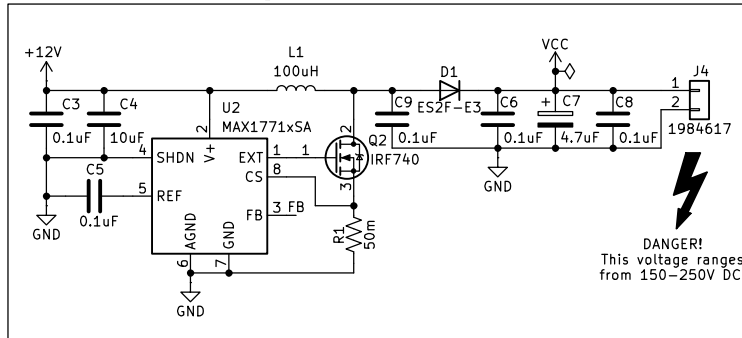 +12V
C3
0.1uF
C4
10uF
C5
0.1uF
GND
U2
MAX1771xSA
2
V+
4
SHDN
5
REF
EXT
1
1
CS
8
FB
3
FB
AGND
GND
6
7
GND
L1
100uH
2
Q2
IRF740
3
R1
50m
C9
0.1uF
D1
ES2F-E3
C6
0.1uF
VCC
+
C7
4.7uF
C8
0.1uF
GND
J4
1
2
1984617
DANGER!
This voltage ranges
from 150-250V DC